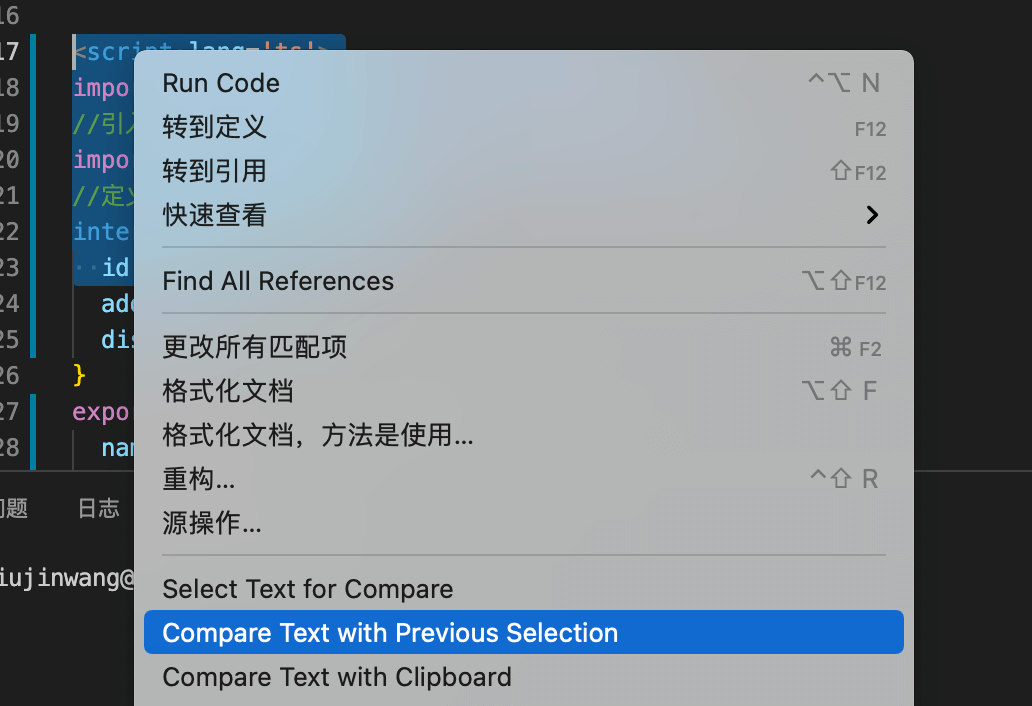 16
17 <script lang='ts'>
18 impo
19 //引入
20 impo
21 //定义
22 inte
23 id
24 add
25 dis
26 }
27 expo
28 nam
问题 日志
iujinwang@
Run Code ^⌥ N
转到定义 F12
转到引用 ⇧F12
快速查看
Find All References ⌥⇧F12
更改所有匹配项 ⌘ F2
格式化文档 ⌥⇧ F
格式化文档，方法是使用...
重构... ^⇧ R
源操作...
Select Text for Compare
Compare Text with Previous Selection
Compare Text with Clipboard